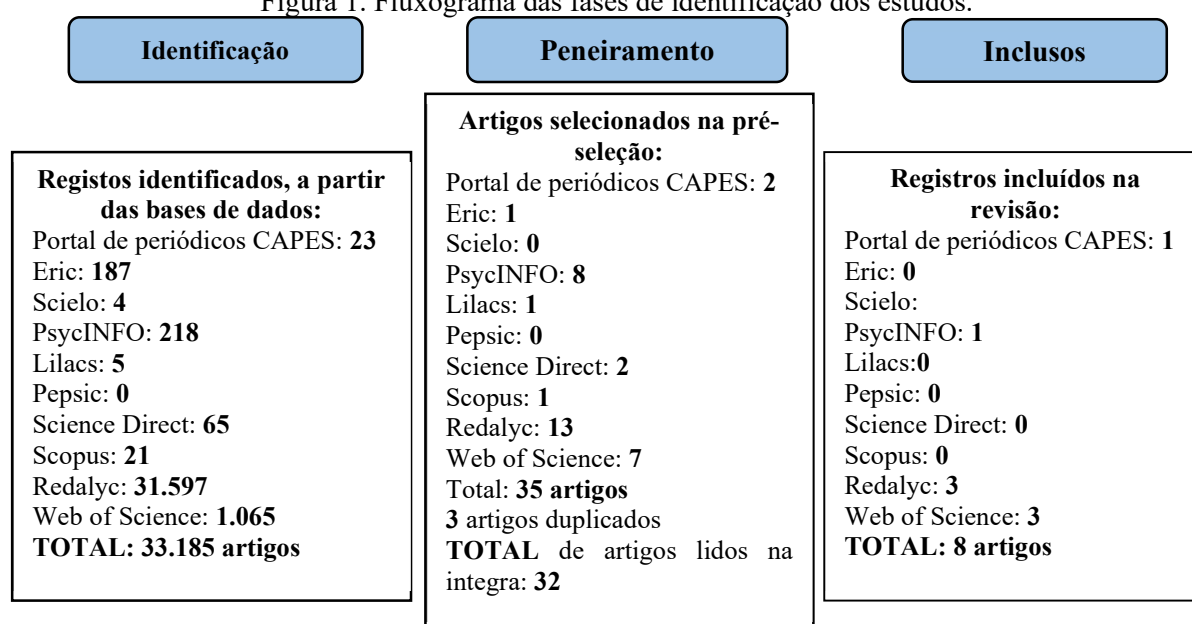 Figura 1. Fluxograma das fases de identificação dos estudos.
Identificação
Peneiramento
Inclusos
Registos identificados, a partir
das bases de dados:
Portal de periódicos CAPES: 23
Eric: 187
Scielo: 4
PsycINFO: 218
Lilacs: 5
Pepsic: 0
Science Direct: 65
Scopus: 21
Redalyc: 31.597
Web of Science: 1.065
TOTAL: 33.185 artigos
Artigos selecionados na pré-
seleção:
Portal de periódicos CAPES: 2
Eric: 1
Scielo: 0
PsycINFO: 8
Lilacs: 1
Pepsic: 0
Science Direct: 2
Scopus: 1
Redalyc: 13
Web of Science: 7
Total: 35 artigos
3 artigos duplicados
TOTAL de artigos lidos na
integra: 32
Registros incluídos na
revisão:
Portal de periódicos CAPES: 1
Eric: 0
Scielo:
PsycINFO: 1
Lilacs:0
Pepsic: 0
Science Direct: 0
Scopus: 0
Redalyc: 3
Web of Science: 3
TOTAL: 8 artigos